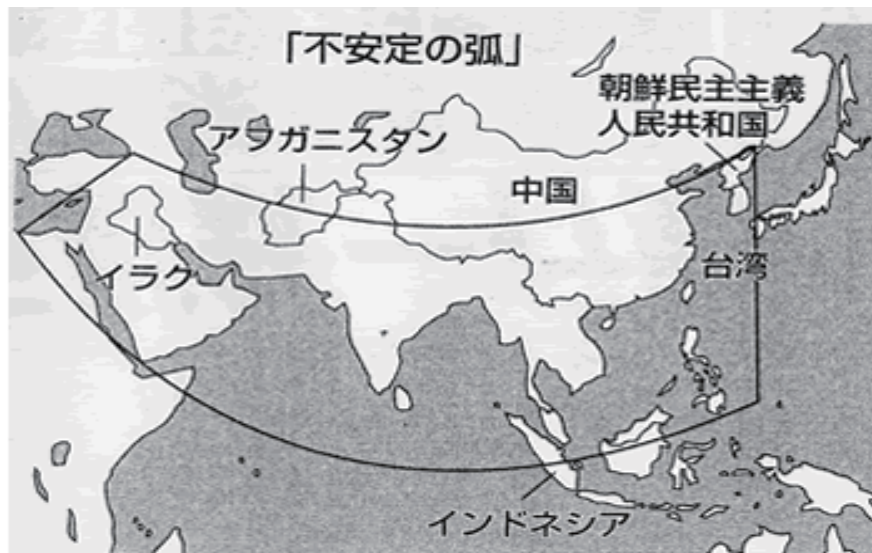 「不安定の弧」
朝鮮民主主義
人民共和国
アフガニスタン
中国
台湾
イラク
インドネシア